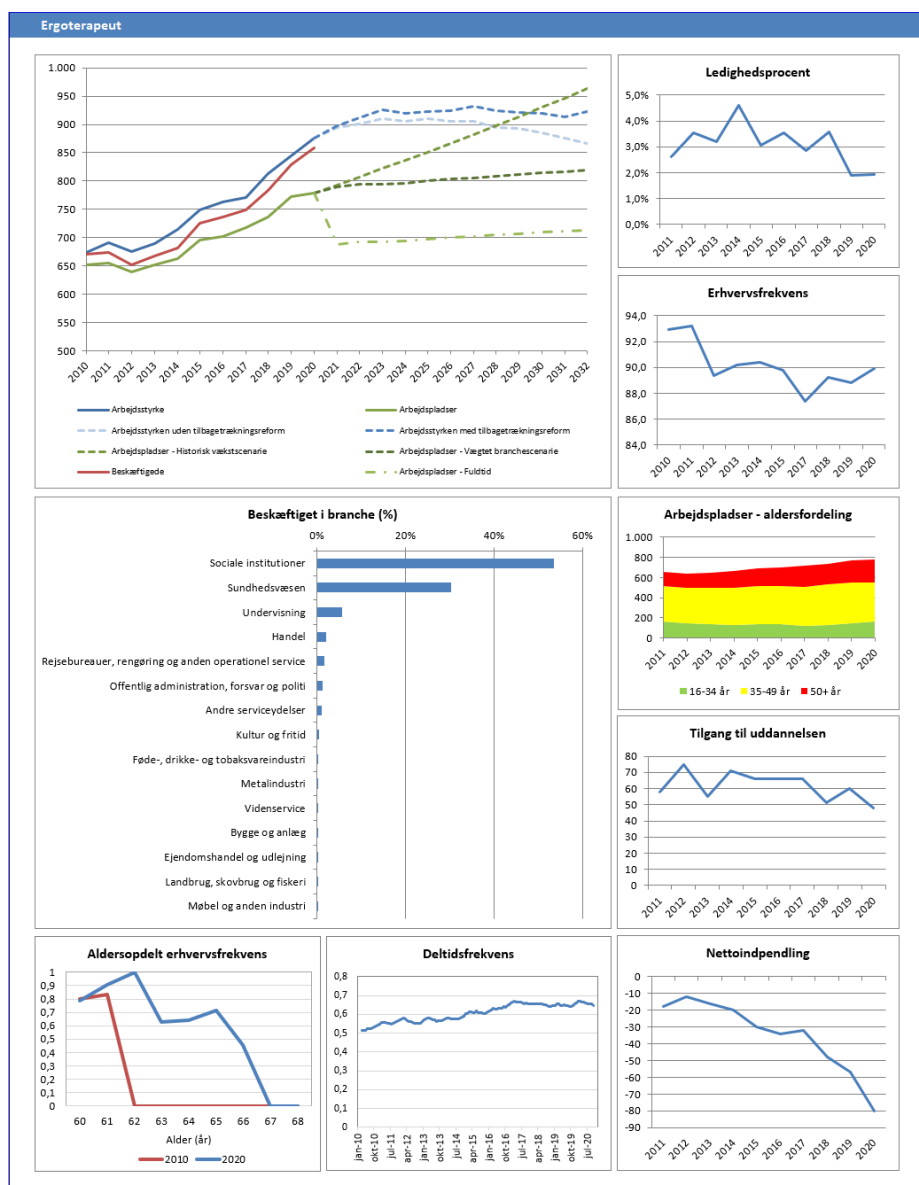 Ergoterapeut
1.000
950
900
850
800
750
700
650
600
550
500
2010 2011 2012 2013 2014 2015 2016 2017 2018 2019 2020 2021 2022 2023 2024 2025 2026 2027 2028 2029 2030 2031 2032
Arbejdsstyrke Arbejdspladser
Arbejdsstyrken uden tilbagetrækningsreform Arbejdsstyrken med tilbagetrækningsreform
Arbejdspladser - Historisk vækstscenarie Arbejdspladser - Vægtet branchescenarie
Beskæftigede Arbejdspladser - Fuldtid
Ledighedsprocent
5,0%
4,0%
3,0%
2,0%
1,0%
0,0%
2011 2012 2013 2014 2015 2016 2017 2018 2019 2020
Erhvervsfrekvens
94,0
92,0
90,0
88,0
86,0
84,0
2010 2011 2012 2013 2014 2015 2016 2017 2018 2019 2020
Beskæftiget i branche (%)
0% 20% 40% 60%
Sociale institutioner
Sundhedsvæsen
Undervisning
Handel
Rejsebureauer, rengøring og anden operationel service
Offentlig administration, forsvar og politi
Andre serviceydelser
Kultur og fritid
Føde-, drikke- og tobaksvareindustri
Metalindustri
Videnservice
Bygge og anlæg
Ejendomshandel og udlejning
Landbrug, skovbrug og fiskeri
Møbel og anden industri
Arbejdspladser - aldersfordeling
1.000
800
600
400
200
0
2011 2012 2013 2014 2015 2016 2017 2018 2019 2020
16-34 år 35-49 år 50+ år
Tilgang til uddannelsen
80
70
60
50
40
30
20
10
0
2011 2012 2013 2014 2015 2016 2017 2018 2019 2020
Aldersopdelt erhvervsfrekvens
1
0,9
0,8
0,7
0,6
0,5
0,4
0,3
0,2
0,1
0
60 61 62 63 64 65 66 67 68
Alder (år)
2010 2020
Deltidsfrekvens
0,8
0,7
0,6
0,5
0,4
0,3
0,2
0,1
0
jan-10 okt-10 jul-11 apr-12 jan-13 okt-13 jul-14 apr-15 jan-16 okt-16 jul-17 apr-18 jan-19 okt-19 jul-20
Nettoindpendling
0
-10
-20
-30
-40
-50
-60
-70
-80
-90
2011 2012 2013 2014 2015 2016 2017 2018 2019 2020